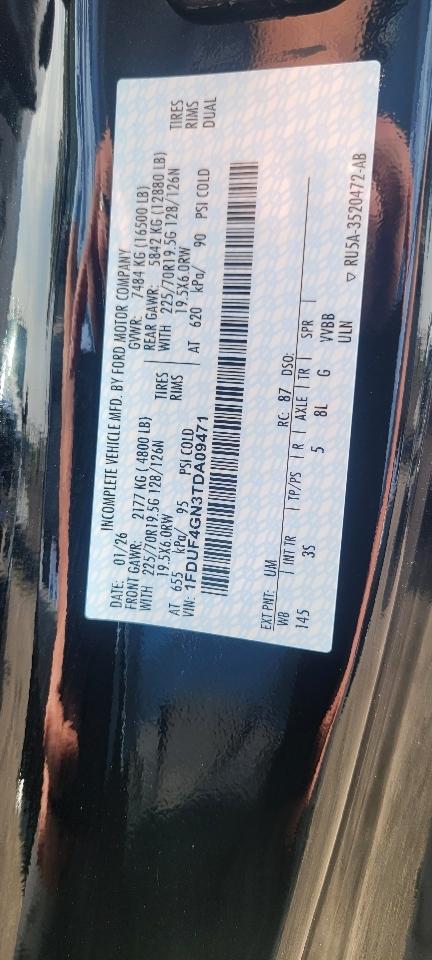 INCOMPLETE VEHICLE MFD. BY FORD MOTOR COMPANY
DATE: 01/26 GVWR: 7484 KG (16500 LB)
FRONT GAWR: 2177 KG ( 4800 LB) REAR GAWR: 5842 KG (12880 LB)
WITH 225/70R19.5G 128/126N TIRES WITH 225/70R19.5G 128/126N TIRES
19.5X6.0RW RIMS 19.5X6.0RW RIMS
AT 655 kPa/ 95 PSI COLD AT 620 kPa/ 90 PSI COLD DUAL
VIN: 1FDUF4GN3TDA09471
EXT PNT: UM RC: 87 DSO:
WB INT TR TP/PS R AXLE TR SPR
145 3S 5 8L G VVBB
ULN
▽ RU5A-3520472-AB